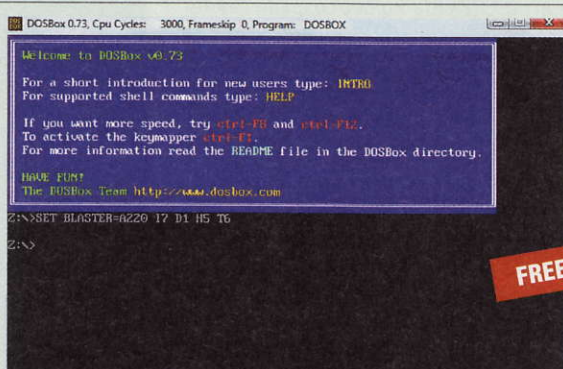 DOSBox 0.73, Cpu Cycles: 3000, Frameskip 0, Program: DOSBOX
Welcome to DOSBox v0.73
For a short introduction for new users type: INTRO
For supported shell commands type: HELP
If you want more speed, try ctrl-F8 and ctrl-F12.
To activate the keymapper ctrl-F1.
For more information read the README file in the DOSBox directory.
HAVE FUN!
The DOSBox Team http://www.dosbox.com
Z:\>SET BLASTER=A220 I7 D1 H5 T6
Z:\>
FREE